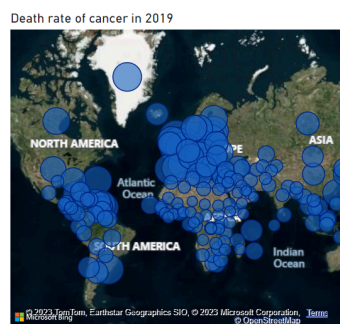 Death rate of cancer in 2019
NORTH AMERICA
PE
ASIA
Atlantic
Ocean
SOUTH AMERICA
Indian
Ocean
© 2023 TomTom, Earthstar Geographics SIO, © 2023 Microsoft Corporation, Terms
Microsoft Bing
© OpenStreetMap